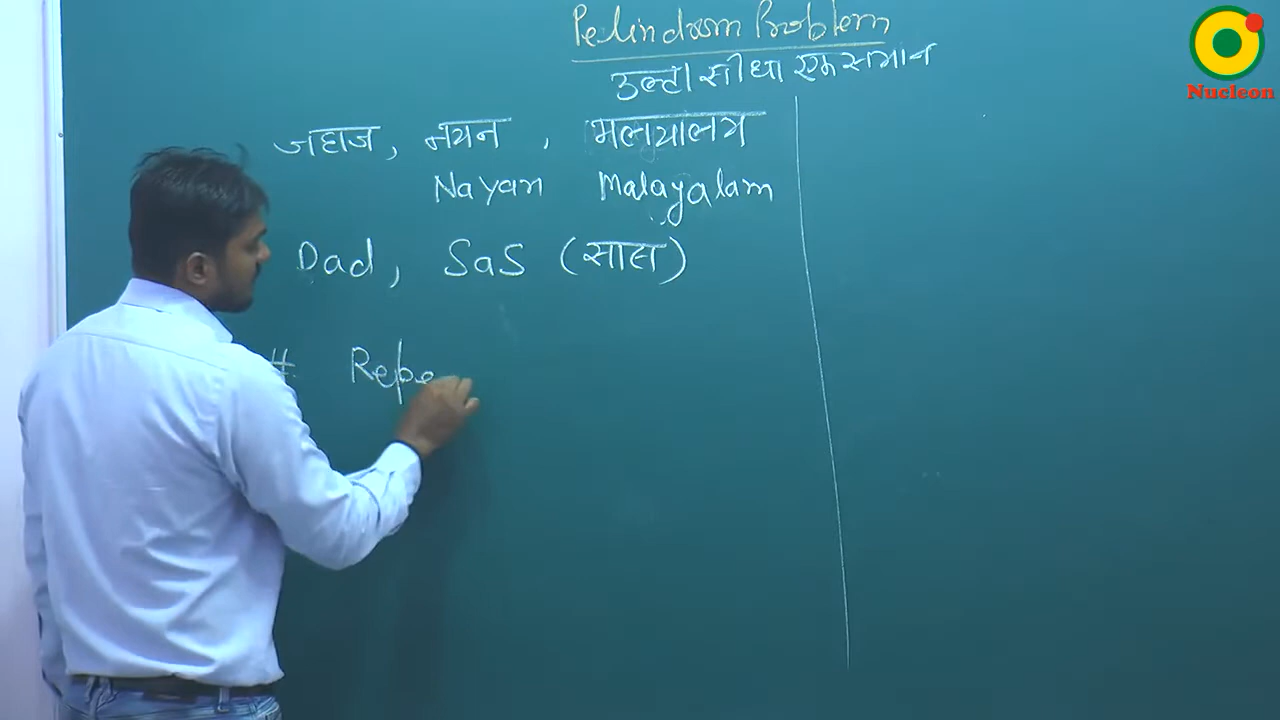 Pelindrom Problem
उल्टा सीधा एक समान
Nucleon
जहाज, नयन, मलयालम
Nayan Malayalam
Dad, SaS (सास)
# Repe